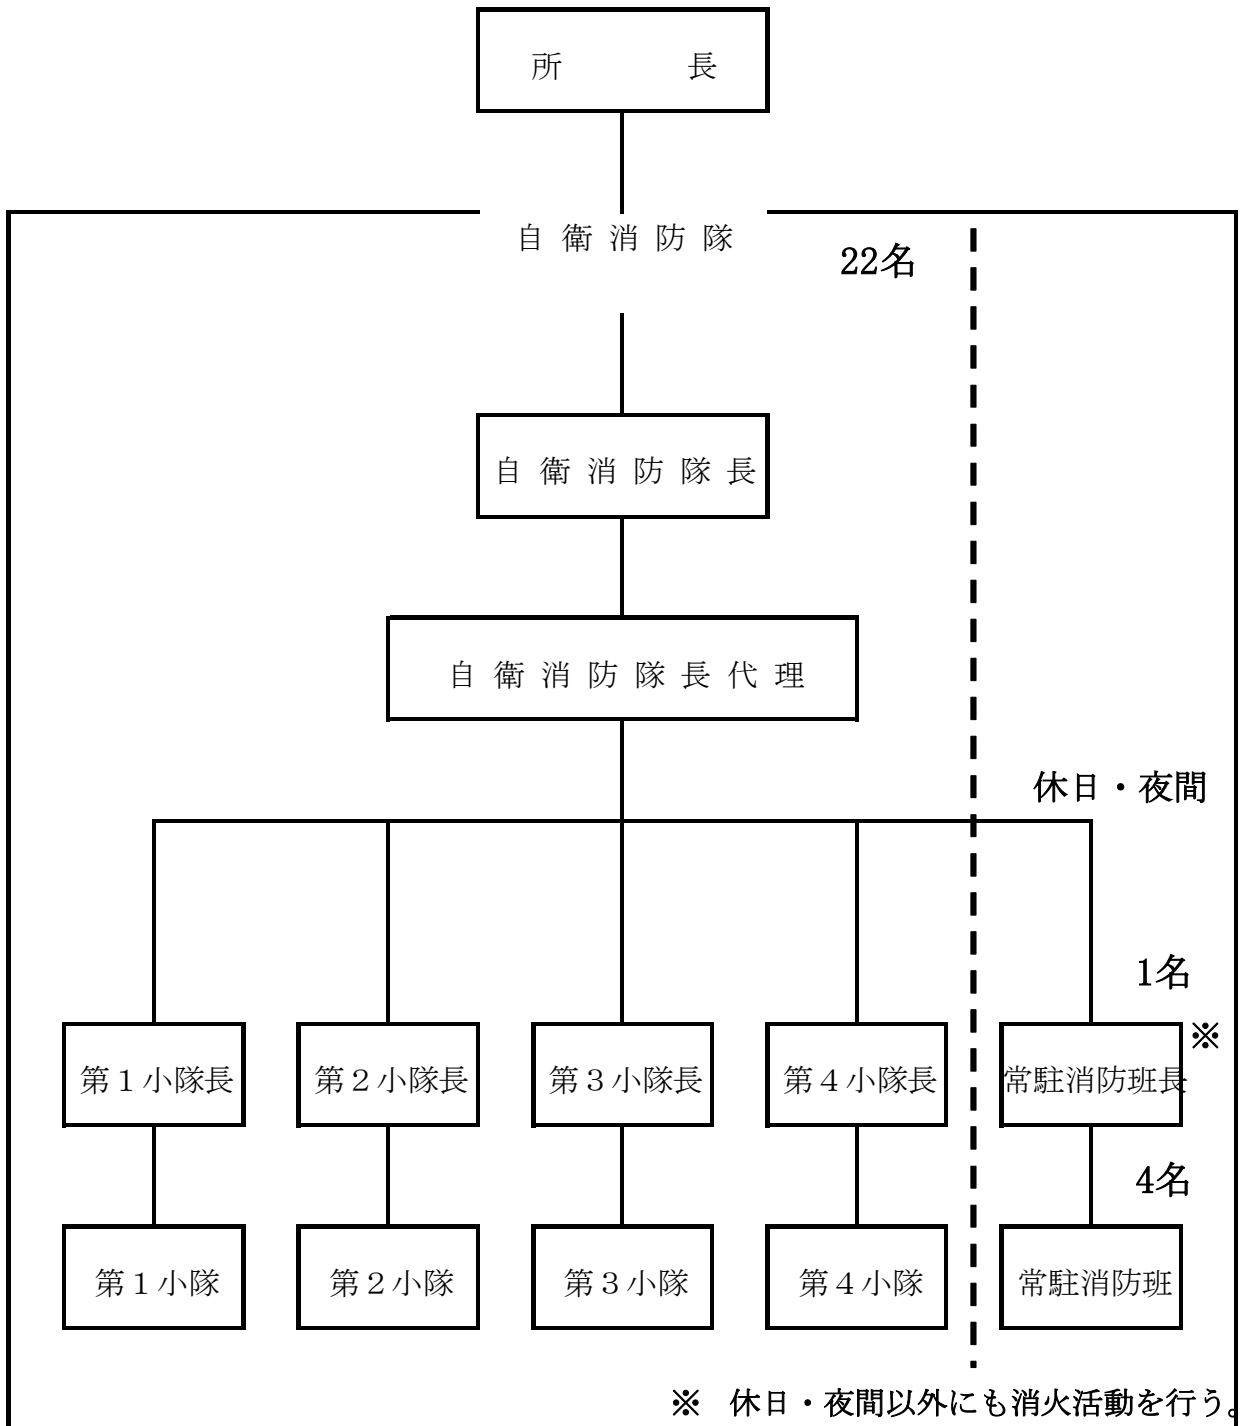 所　　　長
自衛消防隊
22名
自衛消防隊長
自衛消防隊長代理
休日・夜間
1名
※
第１小隊長
第２小隊長
第３小隊長
第４小隊長
常駐消防班長
4名
第１小隊
第２小隊
第３小隊
第４小隊
常駐消防班
※　休日・夜間以外にも消火活動を行う。